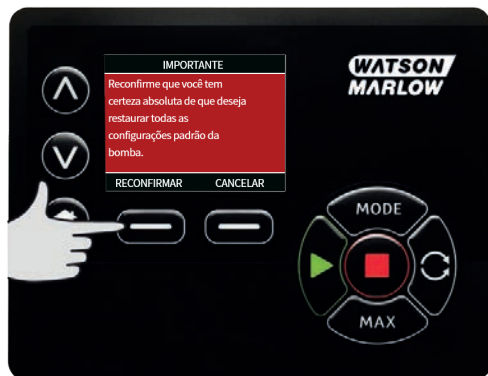 IMPORTANTE
Reconfirme que você tem
certeza absoluta de que deseja
restaurar todas as
configurações padrão da
bomba.
RECONFIRMAR CANCELAR
WATSON
MARLOW
MODE
MAX